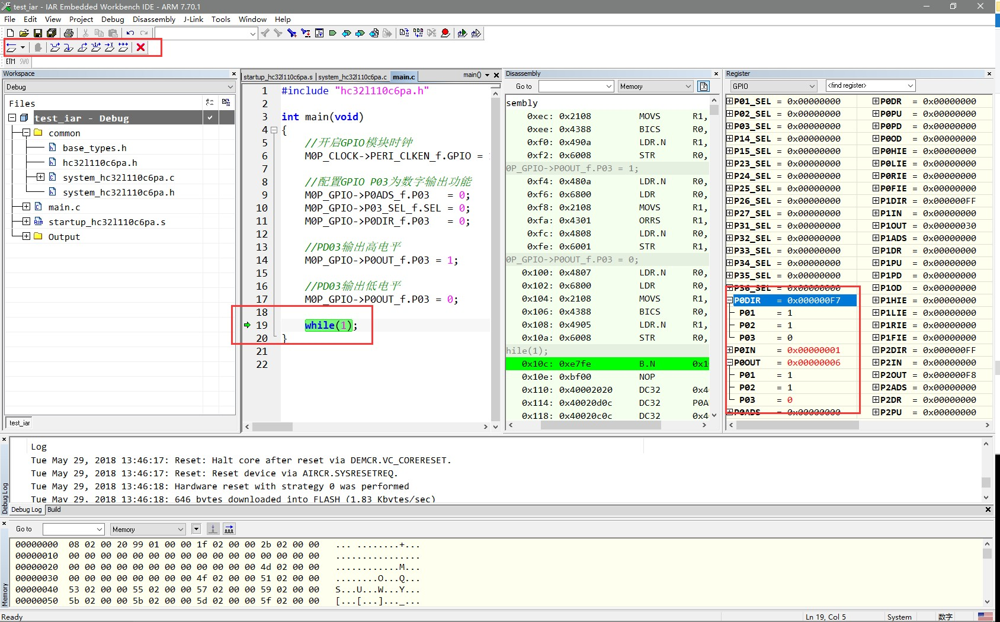 test_iar - IAR Embedded Workbench IDE - ARM 7.70.1
File Edit View Project Debug Disassembly J-Link Tools Window Help
ETM SWO
Workspace
Debug
Files
test_iar - Debug
common
base_types.h
hc32l110c6pa.h
system_hc32l110c6pa.c
system_hc32l110c6pa.h
main.c
startup_hc32l110c6pa.s
Output
test_iar
startup_hc32l110c6pa.s system_hc32l110c6pa.c main.c main()
1 #include "hc32l110c6pa.h"
2
3 int main(void)
4 {
5 //开启GPIO模块时钟
6 M0P_CLOCK->PERI_CLKEN_f.GPIO =
7
8 //配置GPIO P03为数字输出功能
9 M0P_GPIO->P0ADS_f.P03 = 0;
10 M0P_GPIO->P03_SEL_f.SEL = 0;
11 M0P_GPIO->P0DIR_f.P03 = 0;
12
13 //PD03输出高电平
14 M0P_GPIO->P0OUT_f.P03 = 1;
15
16 //PD03输出低电平
17 M0P_GPIO->P0OUT_f.P03 = 0;
18
19 while(1);
20 }
21
22
Disassembly
Go to Memory
sembly
0xec: 0x2108 MOVS R1,
0xee: 0x4388 BICS R0,
0xf0: 0x490a LDR.N R1,
0xf2: 0x6008 STR R0,
0P_GPIO->P0OUT_f.P03 = 1;
0xf4: 0x480a LDR.N R0,
0xf6: 0x6800 LDR R0,
0xf8: 0x2108 MOVS R1,
0xfa: 0x4301 ORRS R1,
0xfc: 0x4808 LDR.N R0,
0xfe: 0x6001 STR R1,
0P_GPIO->P0OUT_f.P03 = 0;
0x100: 0x4807 LDR.N R0,
0x102: 0x6800 LDR R0,
0x104: 0x2108 MOVS R1,
0x106: 0x4388 BICS R0,
0x108: 0x4905 LDR.N R1,
0x10a: 0x6008 STR R0,
hile(1);
0x10c: 0xe7fe B.N 0x1
0x10e: 0xbf00 NOP
0x110: 0x40002020 DC32 0x4
0x114: 0x40020d0c DC32 P0A
0x118: 0x40020c0c DC32 0x4
Register
GPIO <find register>
P01_SEL = 0x00000000 P0DR = 0x00000000
P02_SEL = 0x00000000 P0PU = 0x00000000
P03_SEL = 0x00000000 P0PD = 0x00000000
P14_SEL = 0x00000000 P0OD = 0x00000000
P15_SEL = 0x00000000 P0HIE = 0x00000000
P23_SEL = 0x00000000 P0LIE = 0x00000000
P24_SEL = 0x00000000 P0RIE = 0x00000000
P25_SEL = 0x00000000 P0FIE = 0x00000000
P26_SEL = 0x00000000 P1DIR = 0x000000FF
P27_SEL = 0x00000000 P1IN = 0x00000000
P31_SEL = 0x00000000 P1OUT = 0x00000030
P32_SEL = 0x00000000 P1ADS = 0x00000000
P33_SEL = 0x00000000 P1DR = 0x00000000
P34_SEL = 0x00000000 P1PU = 0x00000000
P35_SEL = 0x00000000 P1PD = 0x00000000
P36_SEL = 0x00000000 P1OD = 0x00000000
P0DIR = 0x000000F7 P1HIE = 0x00000000
P01 = 1 P1LIE = 0x00000000
P02 = 1 P1RIE = 0x00000000
P03 = 0 P1FIE = 0x00000000
P0IN = 0x00000001 P2DIR = 0x000000FF
P0OUT = 0x00000006 P2IN = 0x00000000
P01 = 1 P2OUT = 0x000000F8
P02 = 1 P2ADS = 0x00000000
P03 = 0 P2DR = 0x00000000
P0ADS = 0x00000000 P2PU = 0x00000000
Log
Tue May 29, 2018 13:46:17: Reset: Halt core after reset via DEMCR.VC_CORERESET.
Tue May 29, 2018 13:46:17: Reset: Reset device via AIRCR.SYSRESETREQ.
Tue May 29, 2018 13:46:18: Hardware reset with strategy 0 was performed
Tue May 29, 2018 13:46:18: 646 bytes downloaded into FLASH (1.83 Kbytes/sec)
Debug Log
Debug Log Build
Go to Memory
00000000 08 02 00 20 99 01 00 00 1f 02 00 00 2b 02 00 00 ... ........+...
00000010 00 00 00 00 00 00 00 00 00 00 00 00 00 00 00 00 ................
00000020 00 00 00 00 00 00 00 00 00 00 00 00 4d 02 00 00 ............M...
00000030 00 00 00 00 00 00 00 00 4f 02 00 00 51 02 00 00 ........O...Q...
00000040 53 02 00 00 55 02 00 00 57 02 00 00 59 02 00 00 S...U...W...Y...
00000050 5b 02 00 00 5b 02 00 00 5d 02 00 00 5f 02 00 00 [...[...]..._...
Memory
Ready Ln 19, Col 5 System 数字